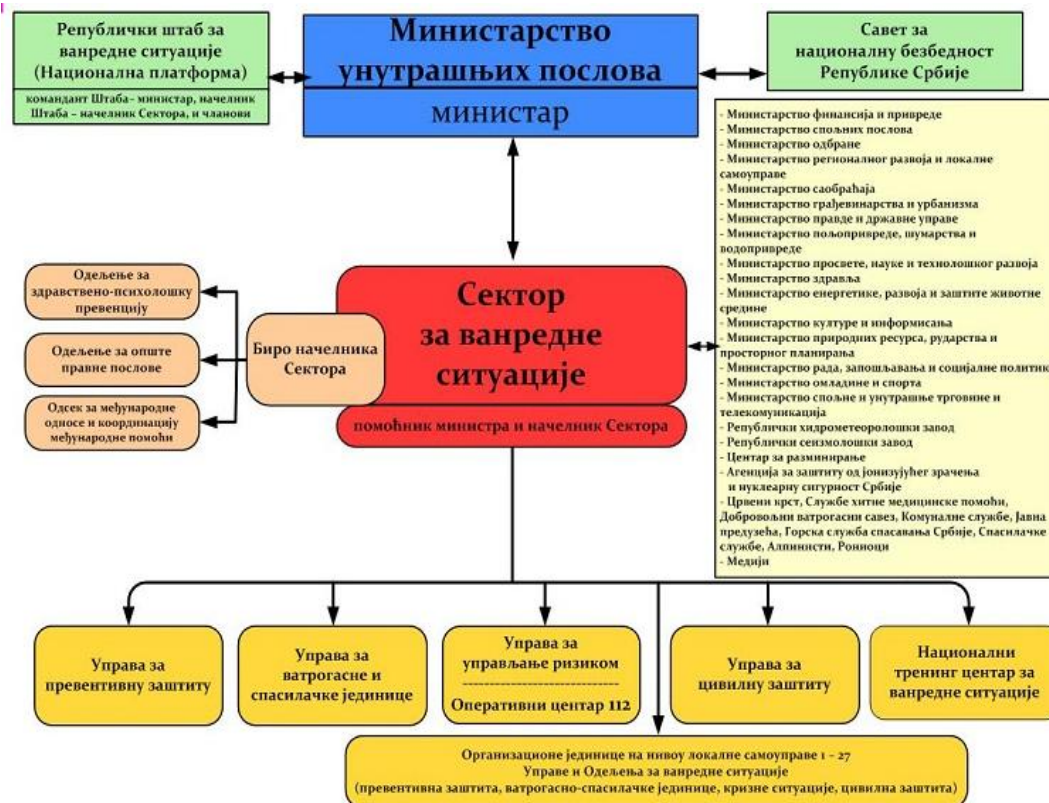 Републички штаб за
ванредне ситуације
(Национална платформа)
командант Штаба– министар, начелник
Штаба – начелник Сектора, и чланови
Министарство
унутрашњих послова
министар
Савет за
националну безбедност
Републике Србије
- Министарство финансија и привреде
- Министарство спољних послова
- Министарство одбране
- Министарство регионалног развоја и локалне
самоуправе
- Министарство саобраћаја
- Министарство грађевинарства и урбанизма
- Министарство правде и државне управе
- Министарство пољопривреде, шумарства и
водопривреде
- Министарство просвете, науке и технолошког развоја
- Министарство здравља
- Министарство енергетике, развоја и заштите животне
средине
- Министарство културе и информисања
- Министарство природних ресурса, рударства и
просторног планирања
- Министарство рада, запошљавања и социјалне политик
- Министарство омладине и спорта
- Министарство спољне и унутрашње трговине и
телекомуникација
- Републички хидрометеоролошки завод
- Републички сеизмолошки завод
- Центар за разминирање
- Агенција за заштиту од јонизујућег зрачења
и нуклеарну сигурност Србије
- Црвени крст, Службе хитне медицинске помоћи,
Добровољни ватрогасни савез, Комуналне службе, Јавна
предузећа, Горска служба спасавања Србије, Спасилачке
службе, Алпинисти, Рониоци
- Медији
Одељење за
здравствено-психолошку
превенцију
Одељење за опште
правне послове
Одсек за међународне
односе и координацију
међународне помоћи
Биро начелника
Сектора
Сектор
за ванредне
ситуације
помоћник министра и начелник Сектора
Управа за
превентивну заштиту
Управа за
ватрогасне и
спасилачке јединице
Управа за
управљање ризиком
------------------------------
Оперативни центар 112
Управа за
цивилну заштиту
Национални
тренинг центар за
ванредне ситуације
Организационе јединице на нивоу локалне самоуправе 1 - 27
Управе и Одељења за ванредне ситуације
(превентивна заштита, ватрогасно-спасилачке јединице, кризне ситуације, цивилна заштита)